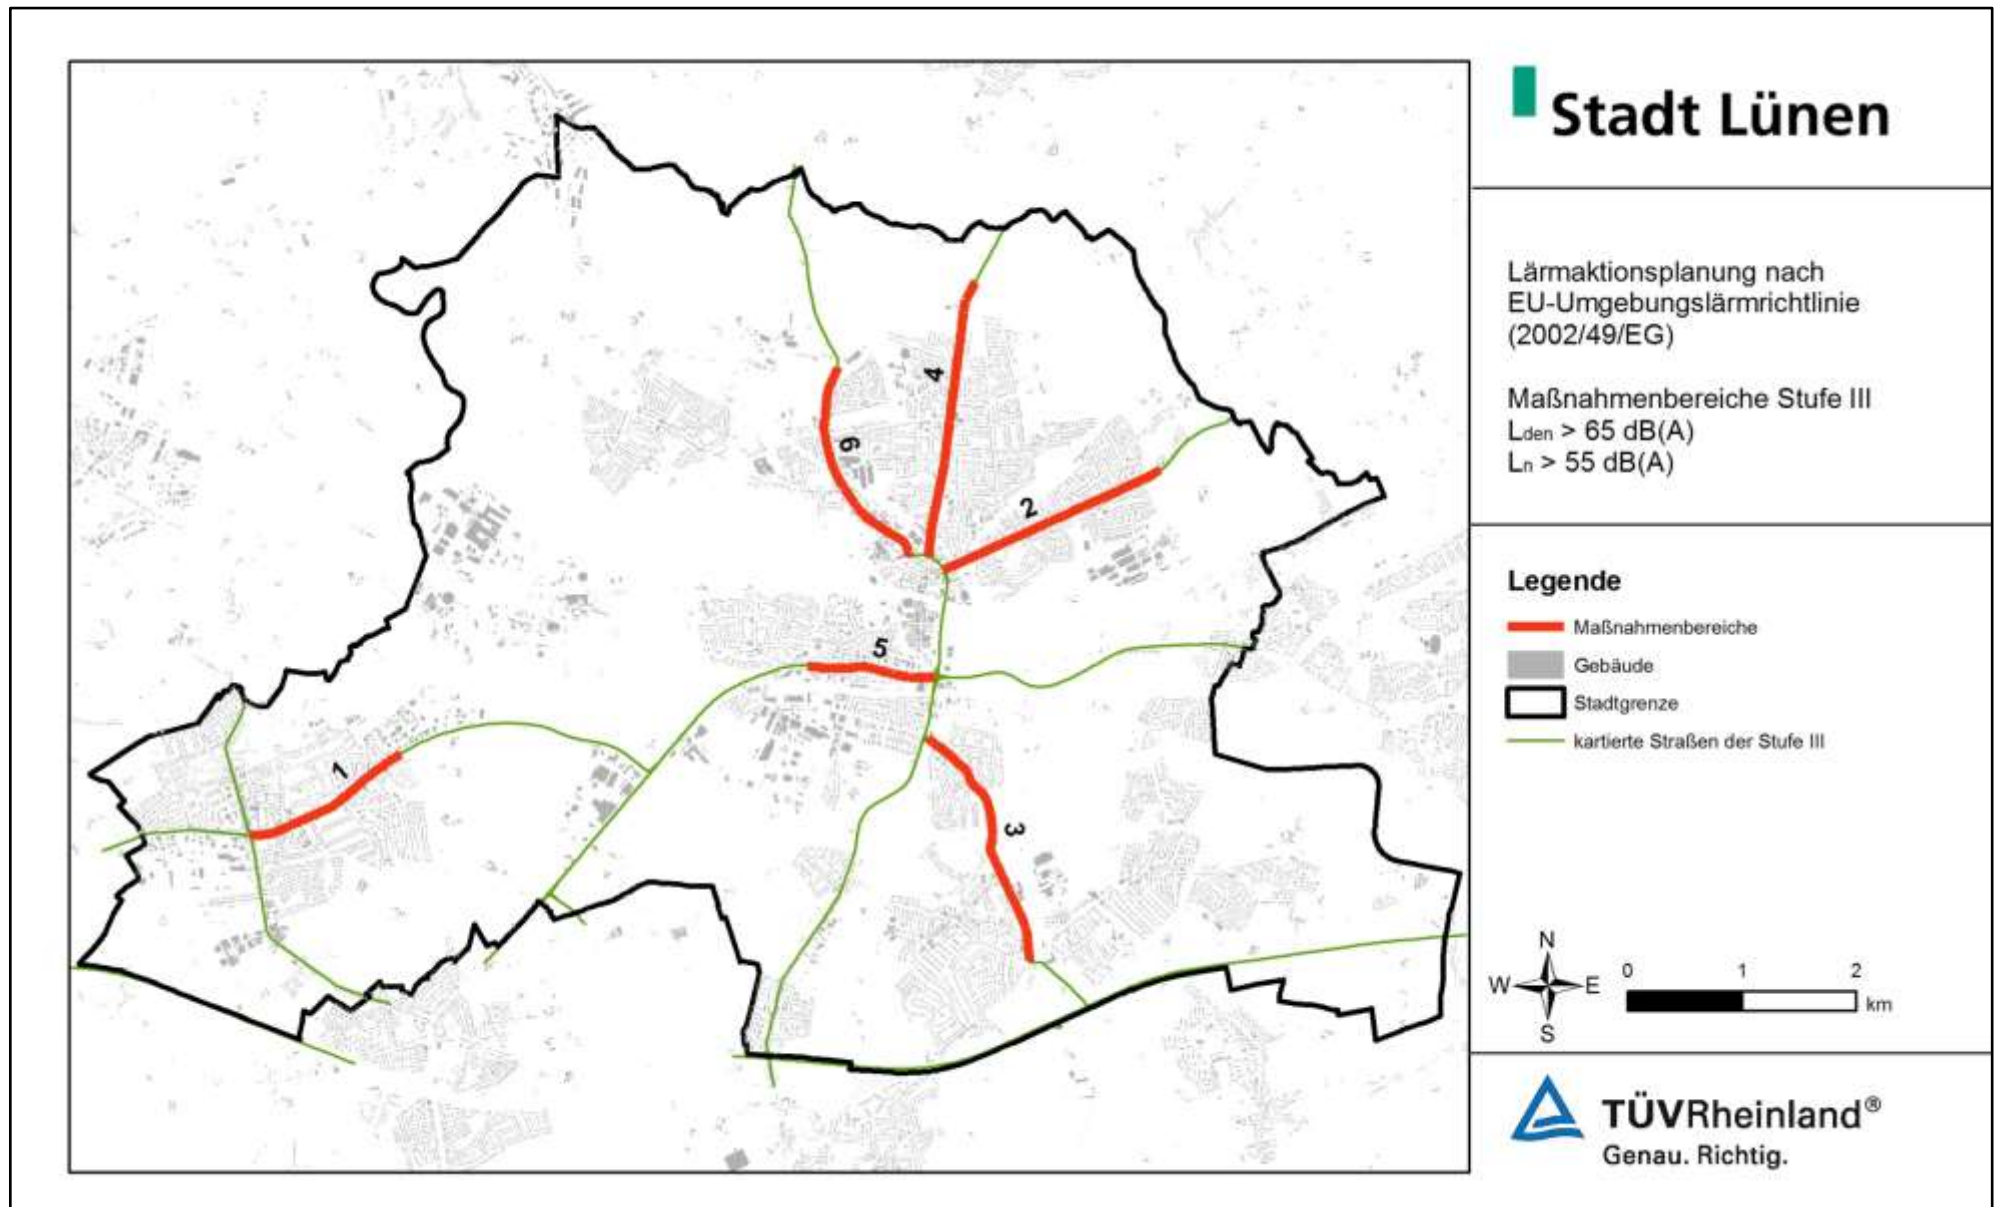 Stadt Lünen
Lärmaktionsplanung nach
EU-Umgebungslärmrichtlinie
(2002/49/EG)
Maßnahmenbereiche Stufe III
Lden > 65 dB(A)
Ln > 55 dB(A)
Legende
Maßnahmenbereiche
Gebäude
Stadtgrenze
kartierte Straßen der Stufe III
N
W E
S
0 1 2
km
TÜVRheinland®
Genau. Richtig.
4
6
2
5
1
3